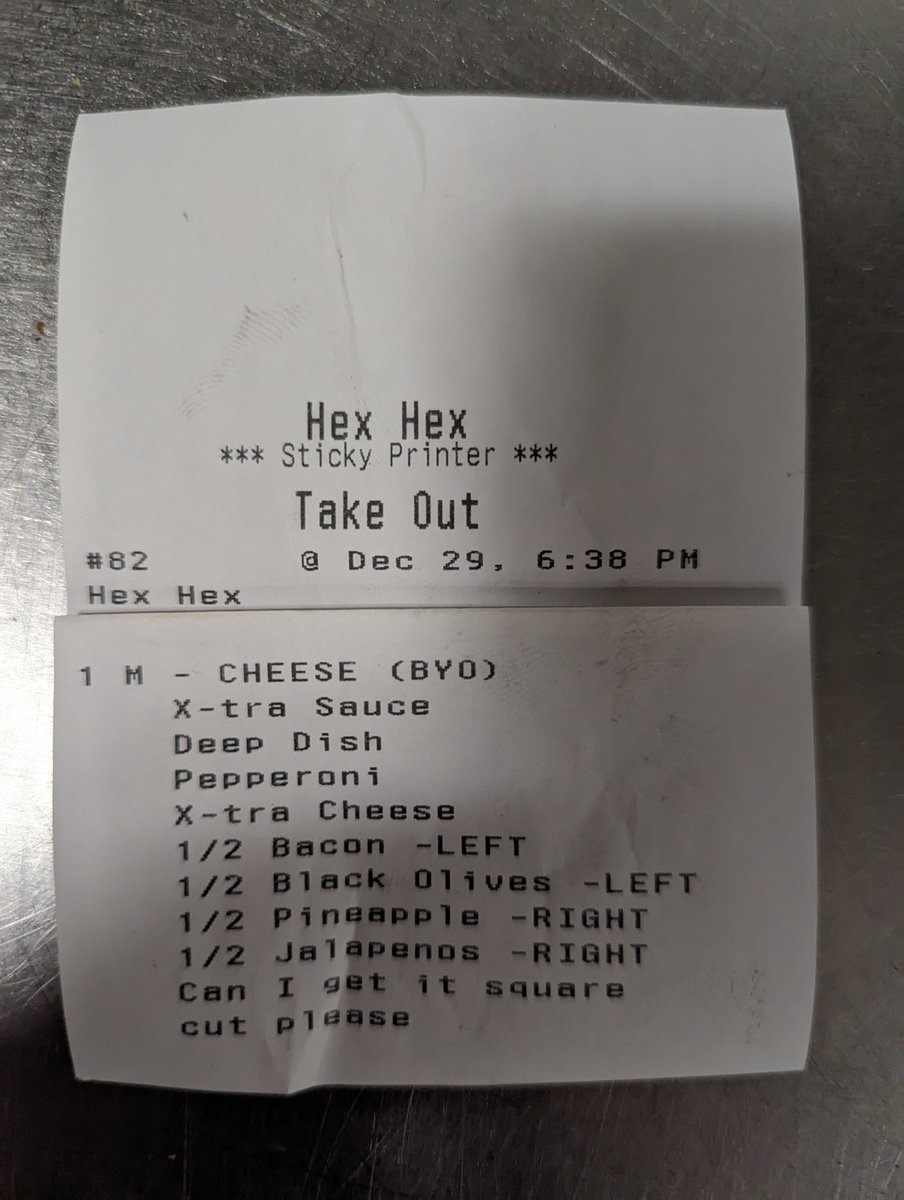 Hex Hex
*** Sticky Printer ***
Take Out
#82 @ Dec 29, 6:38 PM
Hex Hex
1 M - CHEESE (BYO)
X-tra Sauce
Deep Dish
Pepperoni
X-tra Cheese
1/2 Bacon -LEFT
1/2 Black Olives -LEFT
1/2 Pineapple -RIGHT
1/2 Jalapenos -RIGHT
Can I get it square
cut please